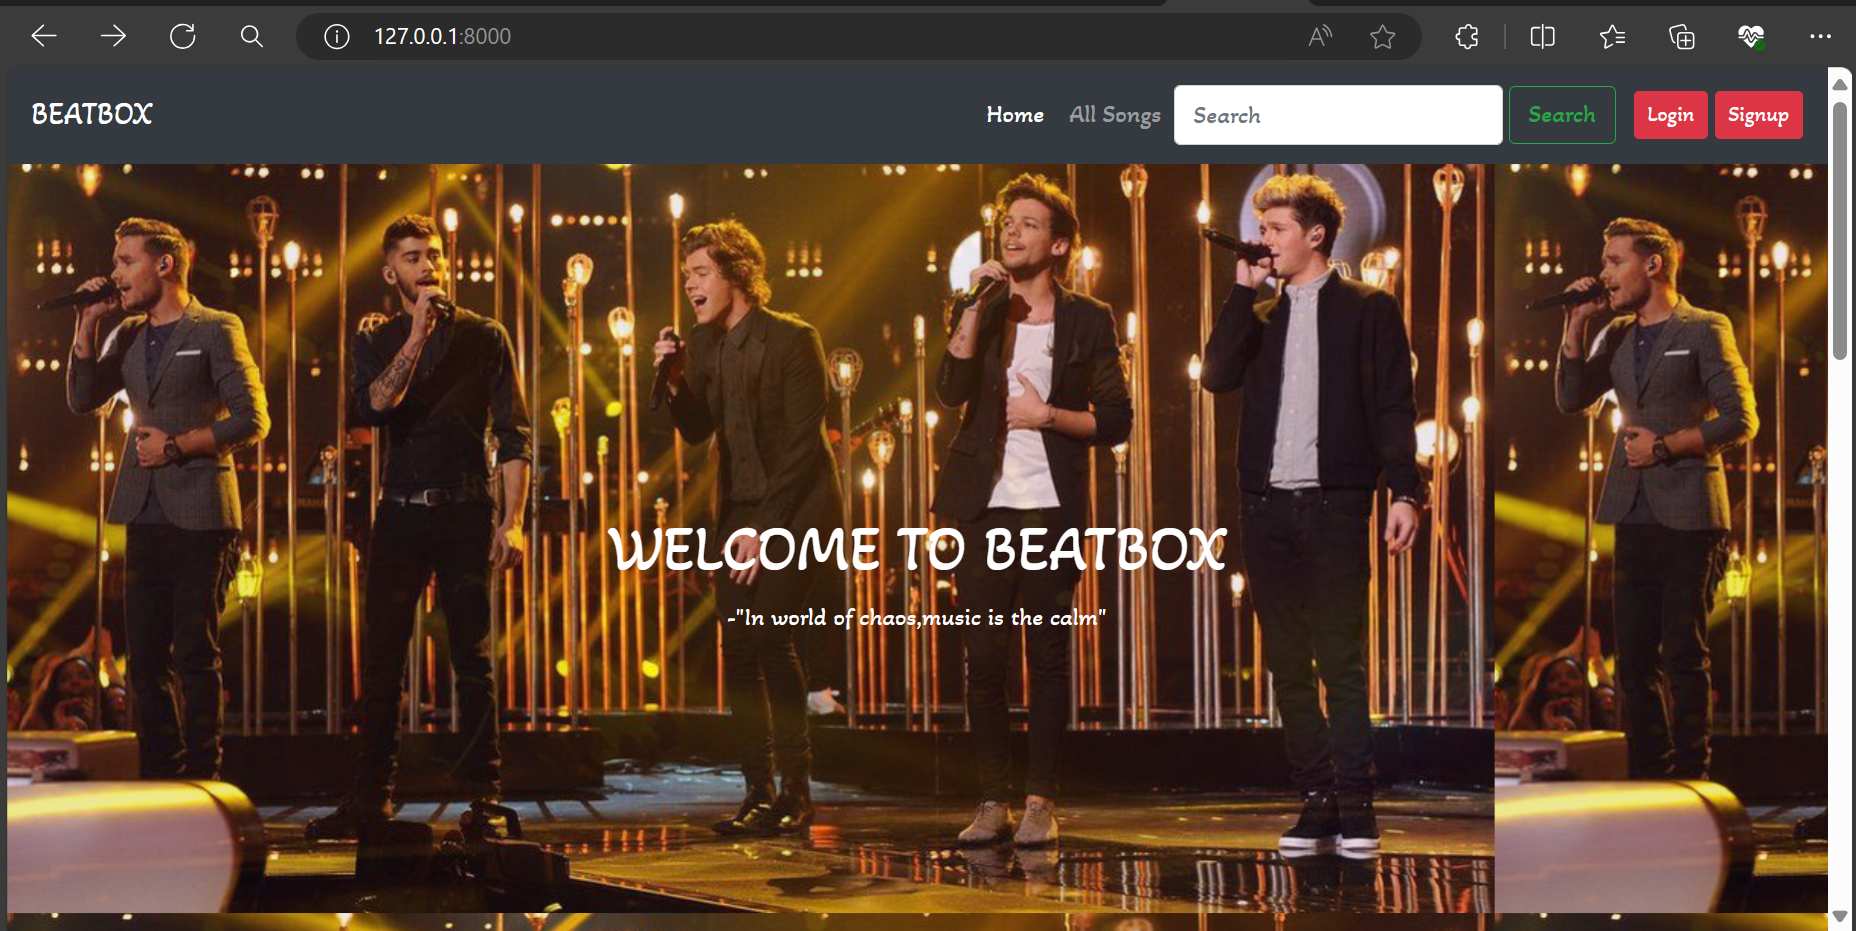 127.0.0.1:8000
BEATBOX
Home
All Songs
Search
Search
Login
Signup
WELCOME TO BEATBOX
-"In world of chaos,music is the calm"